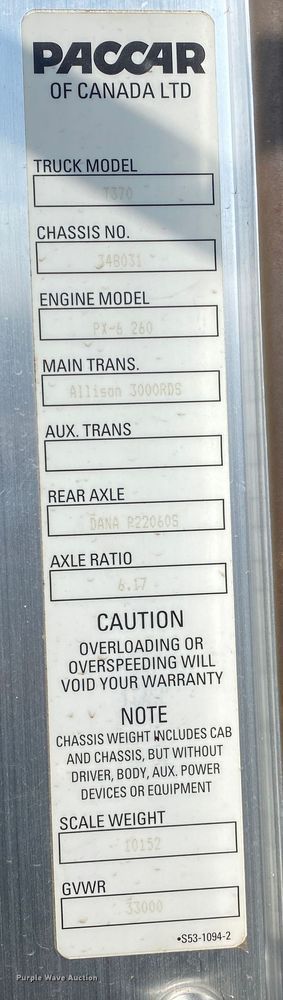 PACCAR
OF CANADA LTD
TRUCK MODEL
T370
CHASSIS NO.
348031
ENGINE MODEL
PX-6 260
MAIN TRANS.
Allison 3000RDS
AUX. TRANS
REAR AXLE
DANA P22060S
AXLE RATIO
6.17
CAUTION
OVERLOADING OR
OVERSPEEDING WILL
VOID YOUR WARRANTY
NOTE
CHASSIS WEIGHT INCLUDES CAB
AND CHASSIS, BUT WITHOUT
DRIVER, BODY, AUX. POWER
DEVICES OR EQUIPMENT
SCALE WEIGHT
10152
GVWR
33000
•S53-1094-2
Purple Wave Auction